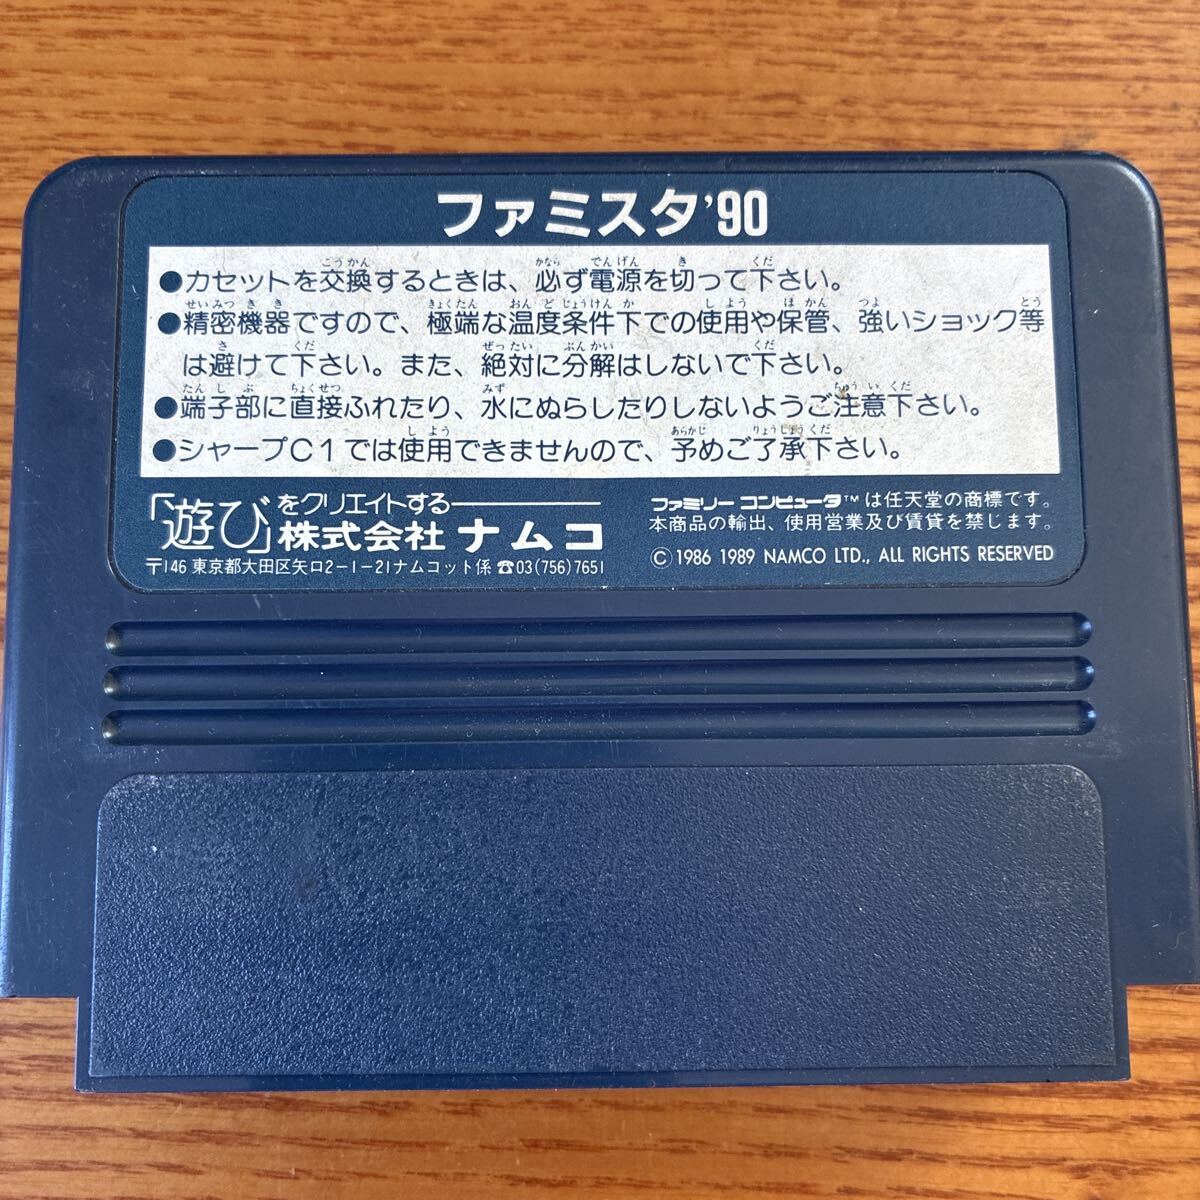 ファミスタ'90
●カセットを交換するときは、必ず電源を切って下さい。
●精密機器ですので、極端な温度条件下での使用や保管、強いショック等
は避けて下さい。また、絶対に分解はしないで下さい。
●端子部に直接ふれたり、水にぬらしたりしないようご注意下さい。
●シャープC1では使用できませんので、予めご了承下さい。
「遊び」をクリエイトする
株式会社 ナムコ
〒146 東京都大田区矢口2-1-21ナムコット係 ☎03(756)7651
ファミリー コンピュータ™は任天堂の商標です。
本商品の輸出、使用営業及び賃貸を禁じます。
© 1986 1989 NAMCO LTD., ALL RIGHTS RESERVED